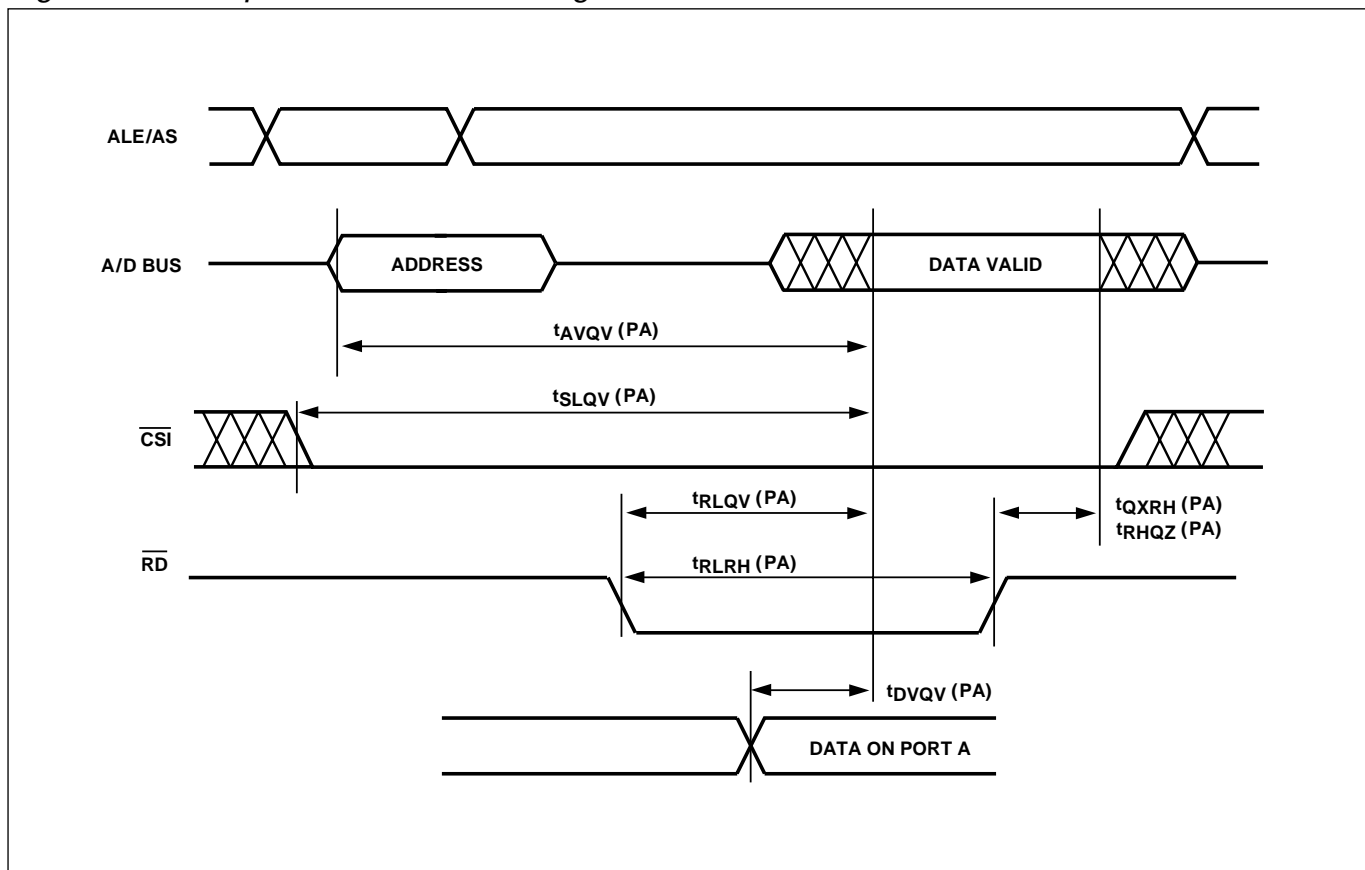 ALE/AS
A/D BUS
ADDRESS
DATA VALID
tAVQV (PA)
tSLQV (PA)
CSI
tRLQV (PA)
tQXRH (PA)
tRHQZ (PA)
RD
tRLRH (PA)
tDVQV (PA)
DATA ON PORT A